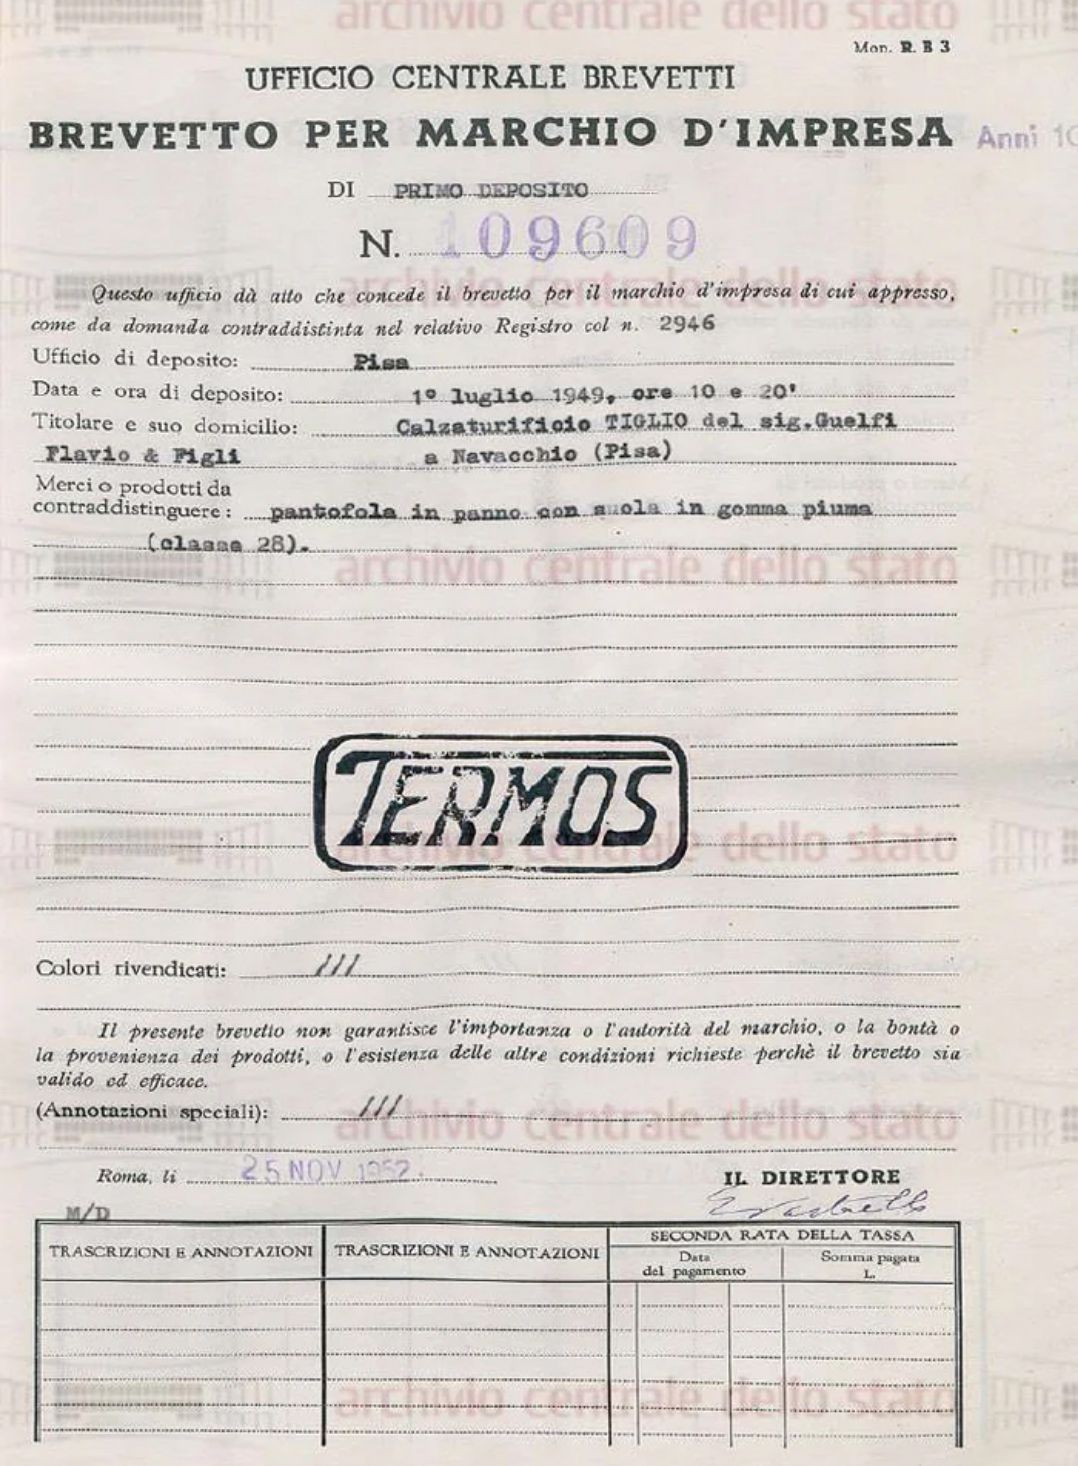 archivio centrale dello stato
Mon. R. B 3
UFFICIO CENTRALE BREVETTI
BREVETTO PER MARCHIO D'IMPRESA Anni 10
DI PRIMO DEPOSITO
N. 109609
archivio centrale dello stato
Questo ufficio dà atto che concede il brevetto per il marchio d'impresa di cui appresso,
come da domanda contraddistinta nel relativo Registro col n. 2946
Ufficio di deposito: Pisa
Data e ora di deposito: 1º luglio 1949, ore 10 e 20'
Titolare e suo domicilio: Calzaturificio TIGLIO del sig.Guelfi
Flavio & Figli a Navacchio (Pisa)
Merci o prodotti da
contraddistinguere: pantofola in panno con suola in gomma piuma
(classe 28).
archivio centrale dello stato
TERMOS
archivio centrale dello stato
Colori rivendicati: ///
Il presente brevetto non garantisce l'importanza o l'autorità del marchio, o la bontà o
la provenienza dei prodotti, o l'esistenza delle altre condizioni richieste perchè il brevetto sia
valido ed efficace.
(Annotazioni speciali): ///
archivio centrale dello stato
Roma, li 25 NOV 1952.
IL DIRETTORE
M/D
TRASCRIZIONI E ANNOTAZIONI
TRASCRIZIONI E ANNOTAZIONI
SECONDA RATA DELLA TASSA
Data
del pagamento
Somma pagata
L.
archivio centrale dello stato